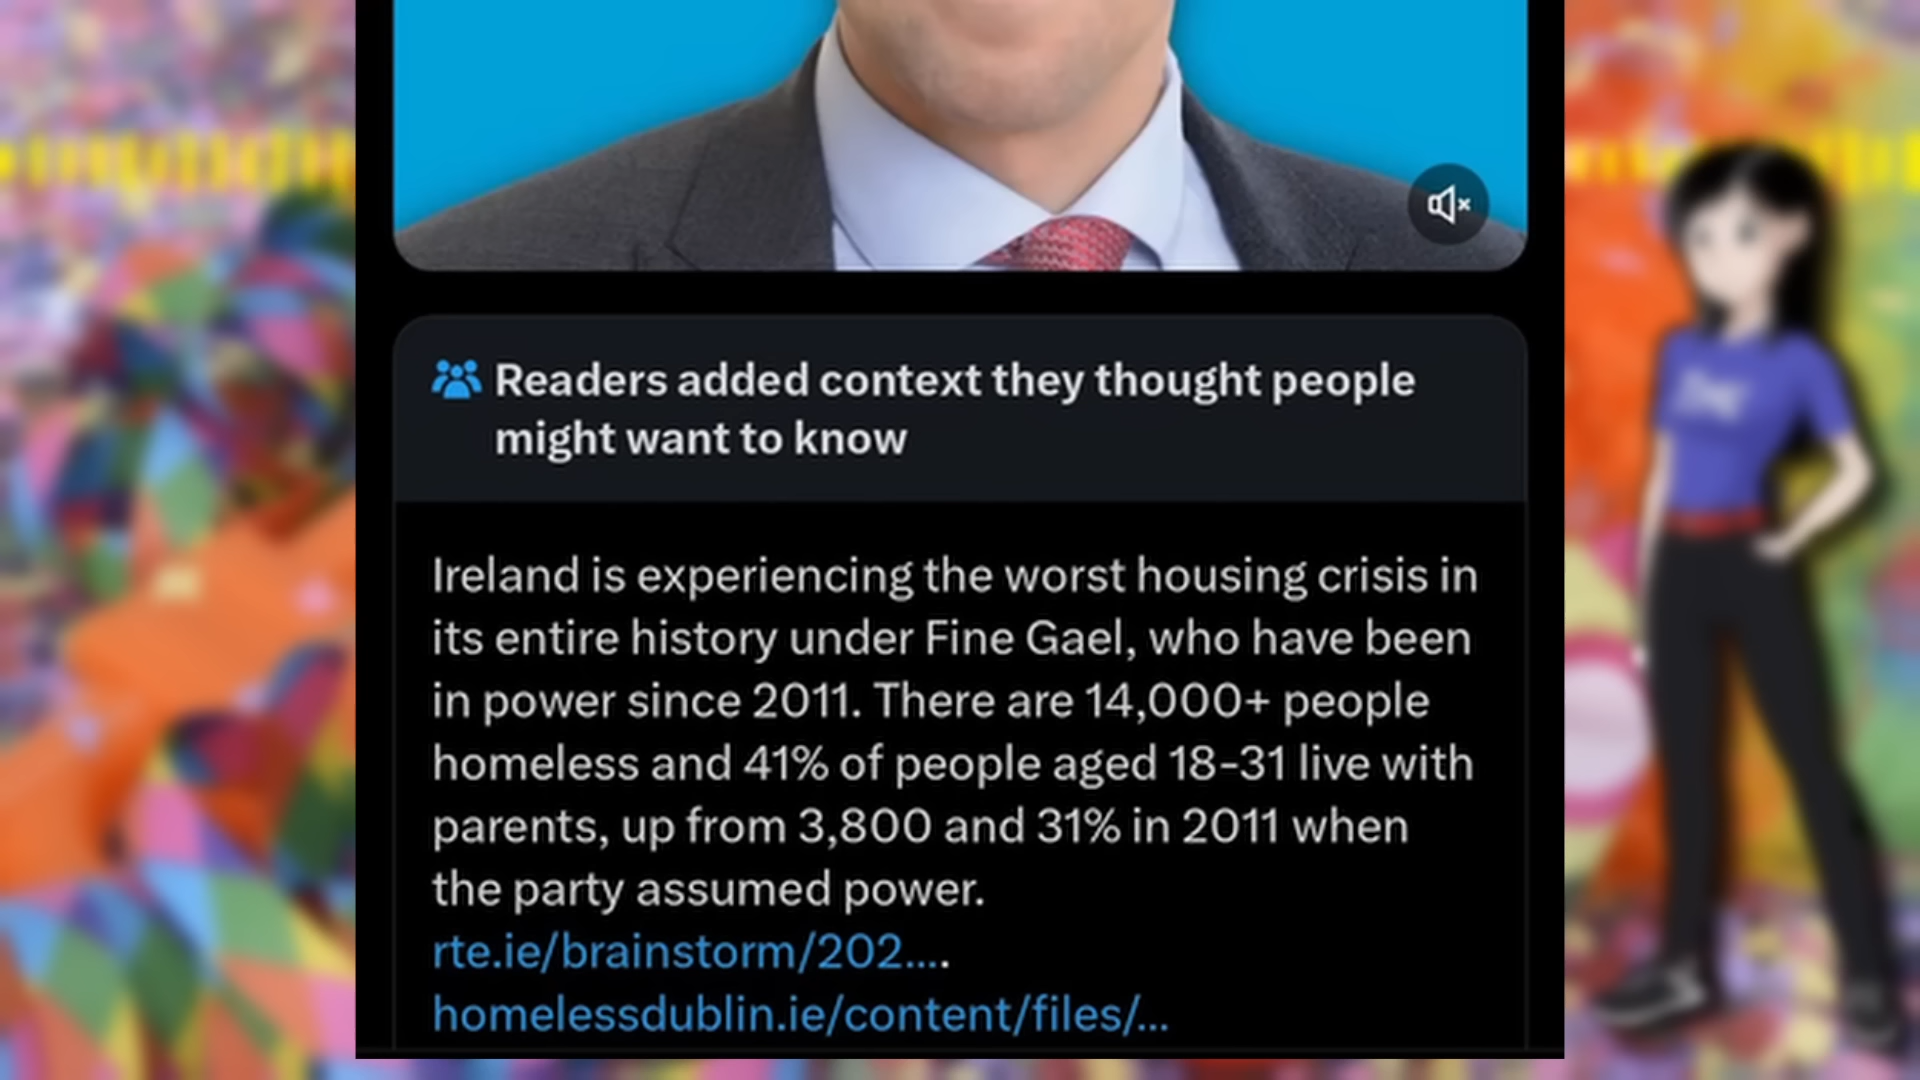 Readers added context they thought people
might want to know
Ireland is experiencing the worst housing crisis in
its entire history under Fine Gael, who have been
in power since 2011. There are 14,000+ people
homeless and 41% of people aged 18-31 live with
parents, up from 3,800 and 31% in 2011 when
the party assumed power.
rte.ie/brainstorm/202....
homelessdublin.ie/content/files/...